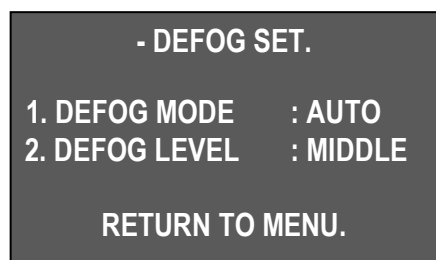 - DEFOG SET.
1. DEFOG MODE : AUTO
2. DEFOG LEVEL : MIDDLE
RETURN TO MENU.